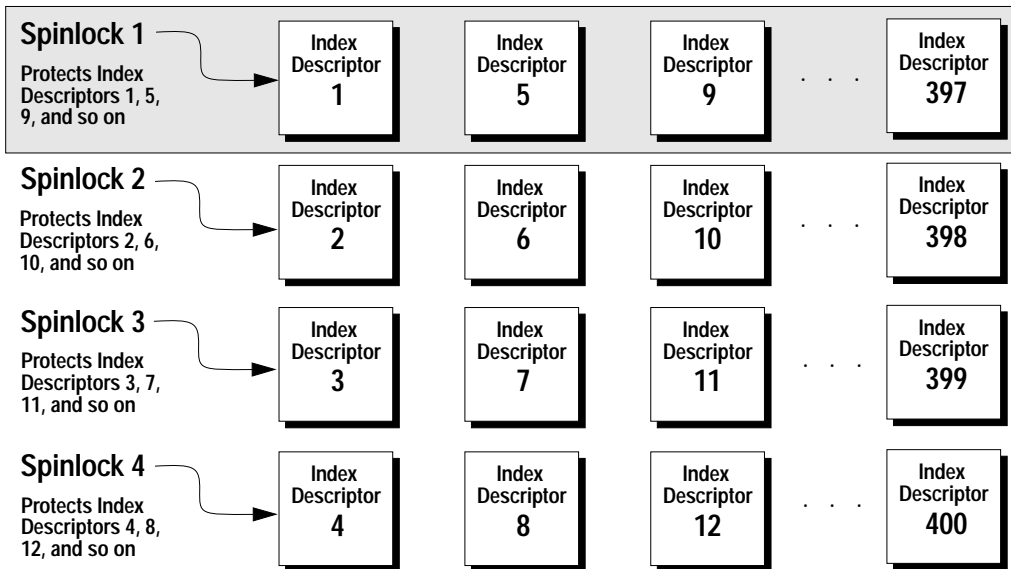 Spinlock 1
Protects Index
Descriptors 1, 5,
9, and so on
Index
Descriptor
1
Index
Descriptor
5
Index
Descriptor
9
. . .
Index
Descriptor
397
Spinlock 2
Protects Index
Descriptors 2, 6,
10, and so on
Index
Descriptor
2
Index
Descriptor
6
Index
Descriptor
10
. . .
Index
Descriptor
398
Spinlock 3
Protects Index
Descriptors 3, 7,
11, and so on
Index
Descriptor
3
Index
Descriptor
7
Index
Descriptor
11
. . .
Index
Descriptor
399
Spinlock 4
Protects Index
Descriptors 4, 8,
12, and so on
Index
Descriptor
4
Index
Descriptor
8
Index
Descriptor
12
. . .
Index
Descriptor
400